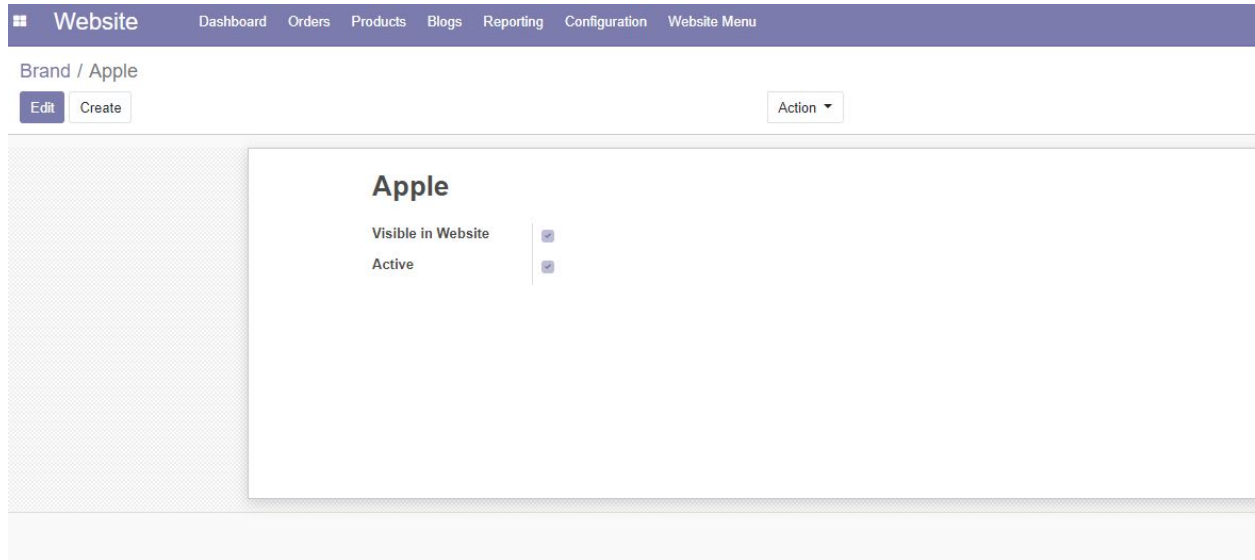 Website Dashboard Orders Products Blogs Reporting Configuration Website Menu
Brand / Apple
Edit Create Action
Apple
Visible in Website
Active